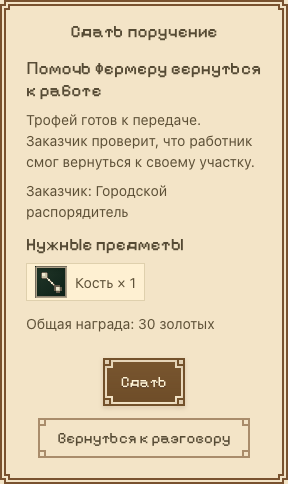 Сдать поручение
Помочь фермеру вернуться
к работе
Трофей готов к передаче.
Заказчик проверит, что работник
смог вернуться к своему участку.
Заказчик: Городской
распорядитель
Нужные предметы
Кость × 1
Общая награда: 30 золотых
Сдать
Вернуться к разговору